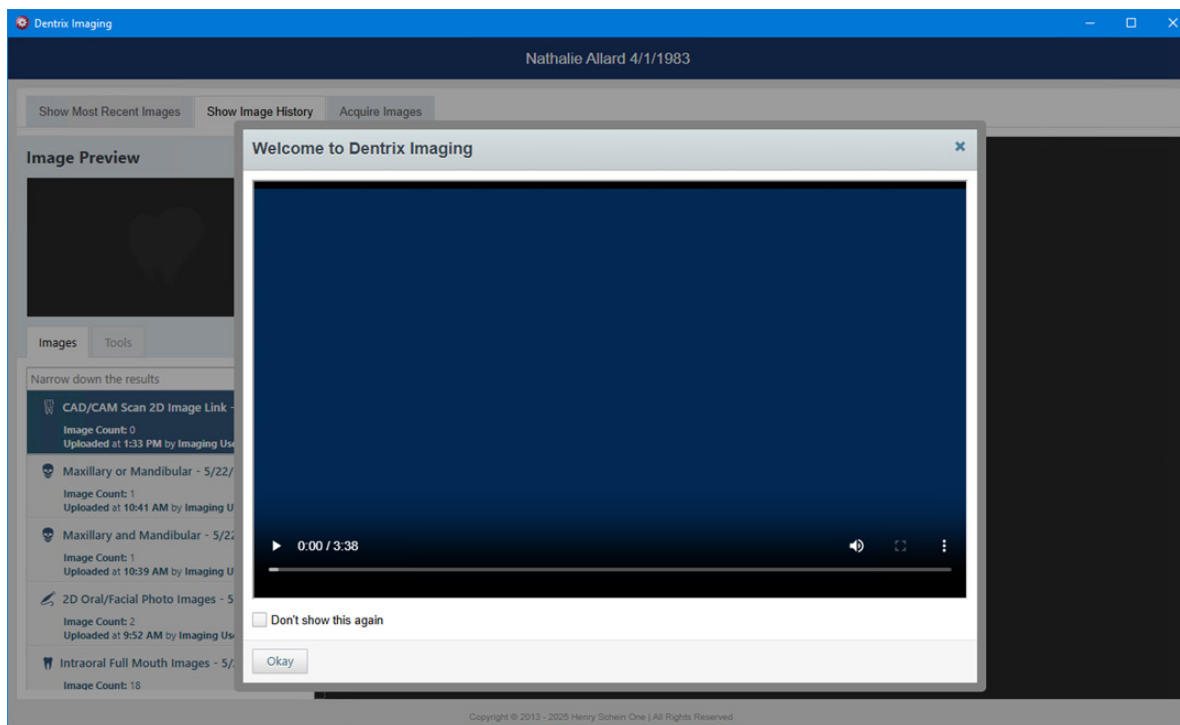 Dentrix Imaging
Nathalie Allard 4/1/1983
Show Most Recent Images Show Image History Acquire Images
Image Preview
Welcome to Dentrix Imaging
Images Tools
Narrow down the results
CAD/CAM Scan 2D Image Link -
Image Count: 0
Uploaded at 1:33 PM by Imaging Use
Maxillary or Mandibular - 5/22/
Image Count: 1
Uploaded at 10:41 AM by Imaging U
Maxillary and Mandibular - 5/22
Image Count: 1
Uploaded at 10:39 AM by Imaging U
2D Oral/Facial Photo Images - 5
Image Count: 2
Uploaded at 9:52 AM by Imaging Use
Intraoral Full Mouth Images - 5/
Image Count: 18
0:00 / 3:38
Don't show this again
Okay
Copyright © 2013 - 2025 Henry Schein One | All Rights Reserved